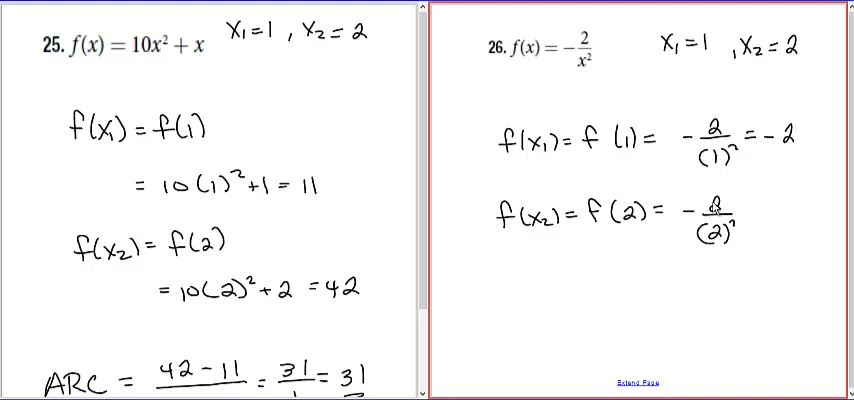 25. f(x) = 10x² + x   x₁ = 1 , x₂ = 2
f(x₁) = f(1)
= 10(1)² + 1 = 11
f(x₂) = f(2)
= 10(2)² + 2 = 42
ARC = 42 - 11 / = 31 / 1 = 31
26. f(x) = - 2/x²   x₁ = 1 , x₂ = 2
f(x₁) = f(1) = - 2/(1)² = - 2
f(x₂) = f(2) = - 2/(2)²
Extend Page